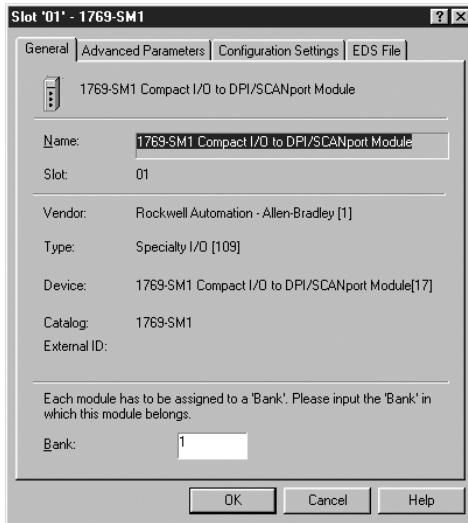 Slot '01' - 1769-SM1
General Advanced Parameters Configuration Settings EDS File
1769-SM1 Compact I/O to DPI/SCANport Module
Name: 1769-SM1 Compact I/O to DPI/SCANport Module
Slot: 01
Vendor: Rockwell Automation - Allen-Bradley [1]
Type: Specialty I/O [109]
Device: 1769-SM1 Compact I/O to DPI/SCANport Module[17]
Catalog: 1769-SM1
External ID:
Each module has to be assigned to a 'Bank'. Please input the 'Bank' in
which this module belongs.
Bank: 1
OK Cancel Help